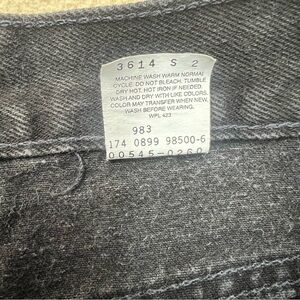 3614 S 2
MACHINE WASH WARM NORMAL
CYCLE. DO NOT BLEACH. TUMBLE
DRY HOT. HOT IRON IF NEEDED.
WASH AND DRY WITH LIKE COLORS.
COLOR MAY TRANSFER WHEN NEW.
WASH BEFORE WEARING.
WPL 423
983
174 0899 98500-6
00545-0260